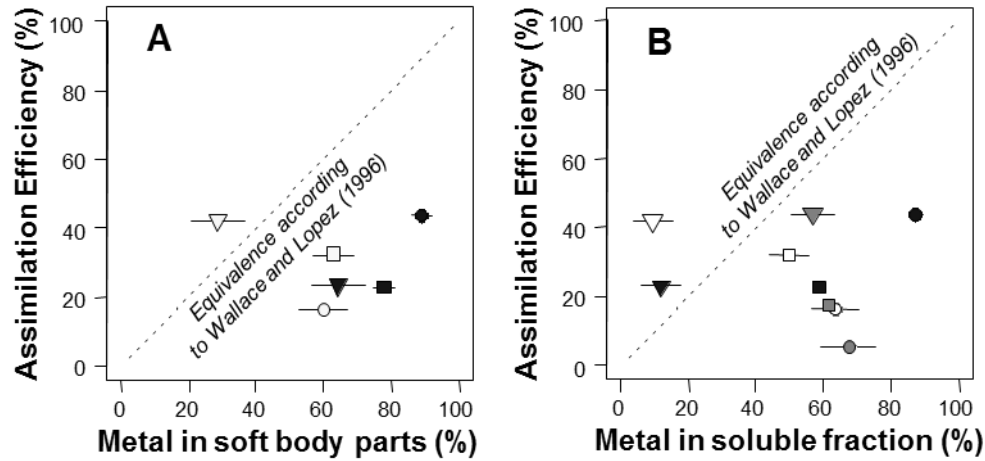 A
Assimilation Efficiency (%)
100
80
60
40
20
0
Equivalence according
to Wallace and Lopez (1996)
0
20
40
60
80
100
Metal in soft body parts (%)
B
Assimilation Efficiency (%)
100
80
60
40
20
0
Equivalence according
to Wallace and Lopez (1996)
0
20
40
60
80
100
Metal in soluble fraction (%)